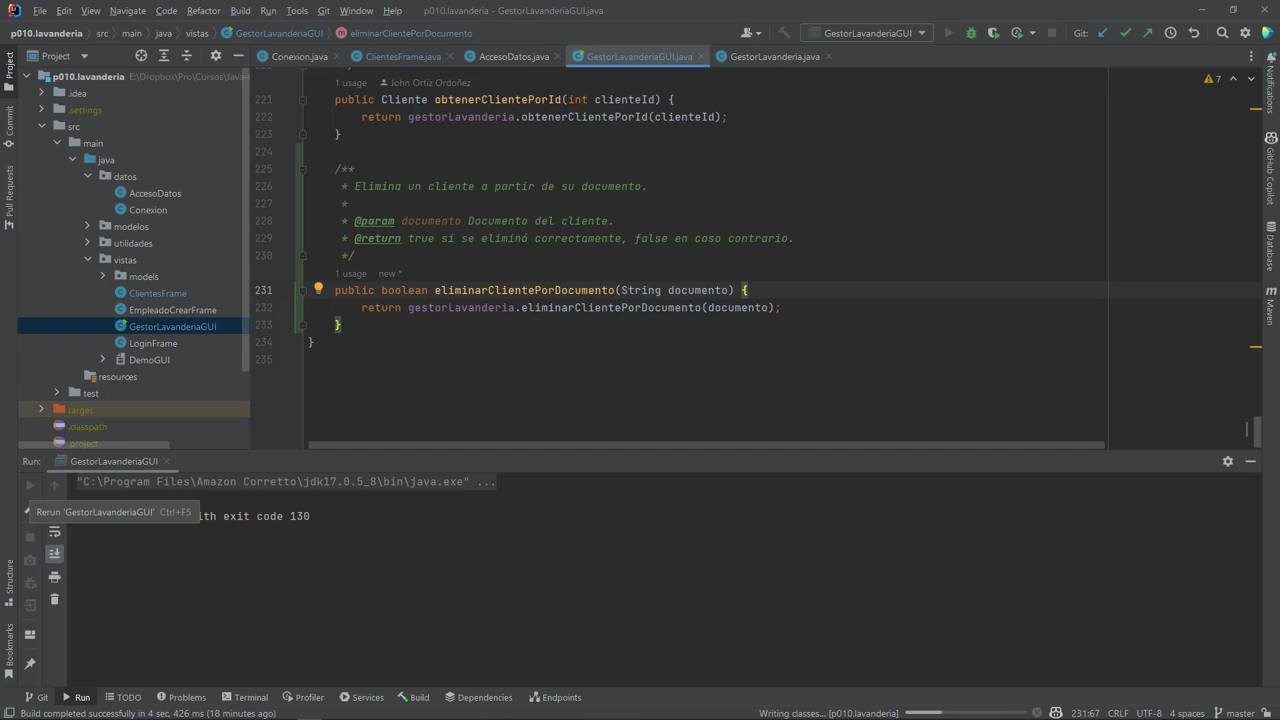 File Edit View Navigate Code Refactor Build Run Tools Git Window Help p010.lavanderia - GestorLavanderiaGUI.java
p010.lavanderia src main java vistas GestorLavanderiaGUI eliminarClientePorDocumento GestorLavanderiaGUI Git:
Project Conexion.java ClientesFrame.java AccesoDatos.java GestorLavanderiaGUI.java GestorLavanderia.java
Project
Commit
Pull Requests
Structure
Bookmarks
p010.lavanderia E:\Dropbox\Pro\Cursos\Java-
.idea
.settings
src
main
java
datos
AccesoDatos
Conexion
modelos
utilidades
vistas
models
ClientesFrame
EmpleadoCrearFrame
GestorLavanderiaGUI
LoginFrame
DemoGUI
resources
test
target
.classpath
.project
1 usage John Ortiz Ordoñez
7
221 public Cliente obtenerClientePorId(int clienteId) {
222 return gestorLavanderia.obtenerClientePorId(clienteId);
223 }
224
225 /**
226 * Elimina un cliente a partir de su documento.
227 *
228 * @param documento Documento del cliente.
229 * @return true si se eliminó correctamente, false en caso contrario.
230 */
1 usage new *
231 public boolean eliminarClientePorDocumento(String documento) {
232 return gestorLavanderia.eliminarClientePorDocumento(documento);
233 }
234 }
235
Notifications
GitHub Copilot
Database
Maven
Run: GestorLavanderiaGUI
"C:\Program Files\Amazon Corretto\jdk17.0.5_8\bin\java.exe" ...
Rerun 'GestorLavanderiaGUI' Ctrl+F5
ith exit code 130
Git Run TODO Problems Terminal Profiler Services Build Dependencies Endpoints
Build completed successfully in 4 sec, 426 ms (18 minutes ago) Writing classes... [p010.lavanderia] 231:67 CRLF UTF-8 4 spaces master